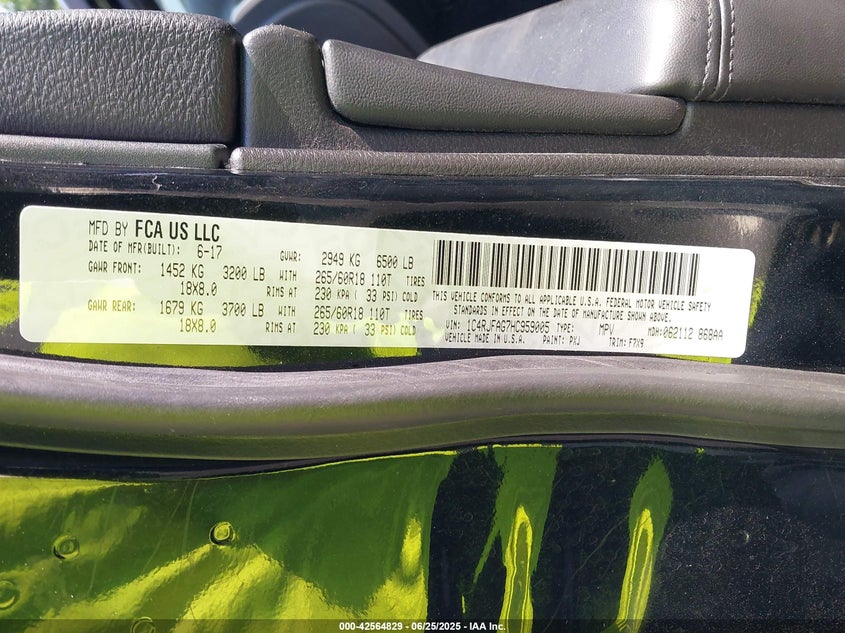 MFD BY FCA US LLC
DATE OF MFR(BUILT): 6-17 GVWR: 2949 KG 6500 LB
GAWR FRONT: 1452 KG 3200 LB WITH 265/60R18 110T TIRES
18X8.0 RIMS AT 230 KPA ( 33 PSI) COLD
GAWR REAR: 1679 KG 3700 LB WITH 265/60R18 110T TIRES
18X8.0 RIMS AT 230 KPA ( 33 PSI) COLD
THIS VEHICLE CONFORMS TO ALL APPLICABLE U.S.A. FEDERAL MOTOR VEHICLE SAFETY
STANDARDS IN EFFECT ON THE DATE OF MANUFACTURE SHOWN ABOVE.
VIN: 1C4RJFAG7HC959005 TYPE: MPV MDH: 062112 868AA
VEHICLE MADE IN U.S.A. PAINT: PXJ TRIM: F7X9
000-42564829 - 06/25/2025 - IAA Inc.